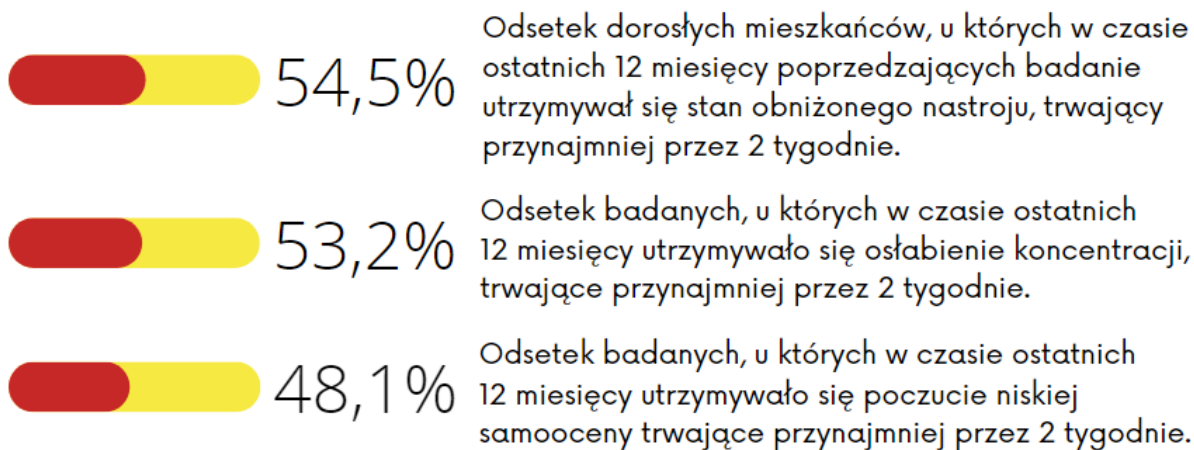 54,5%
Odsetek dorosłych mieszkańców, u których w czasie
ostatnich 12 miesięcy poprzedzających badanie
utrzymywał się stan obniżonego nastroju, trwający
przynajmniej przez 2 tygodnie.
53,2%
Odsetek badanych, u których w czasie ostatnich
12 miesięcy utrzymywało się osłabienie koncentracji,
trwające przynajmniej przez 2 tygodnie.
48,1%
Odsetek badanych, u których w czasie ostatnich
12 miesięcy utrzymywało się poczucie niskiej
samooceny trwające przynajmniej przez 2 tygodnie.